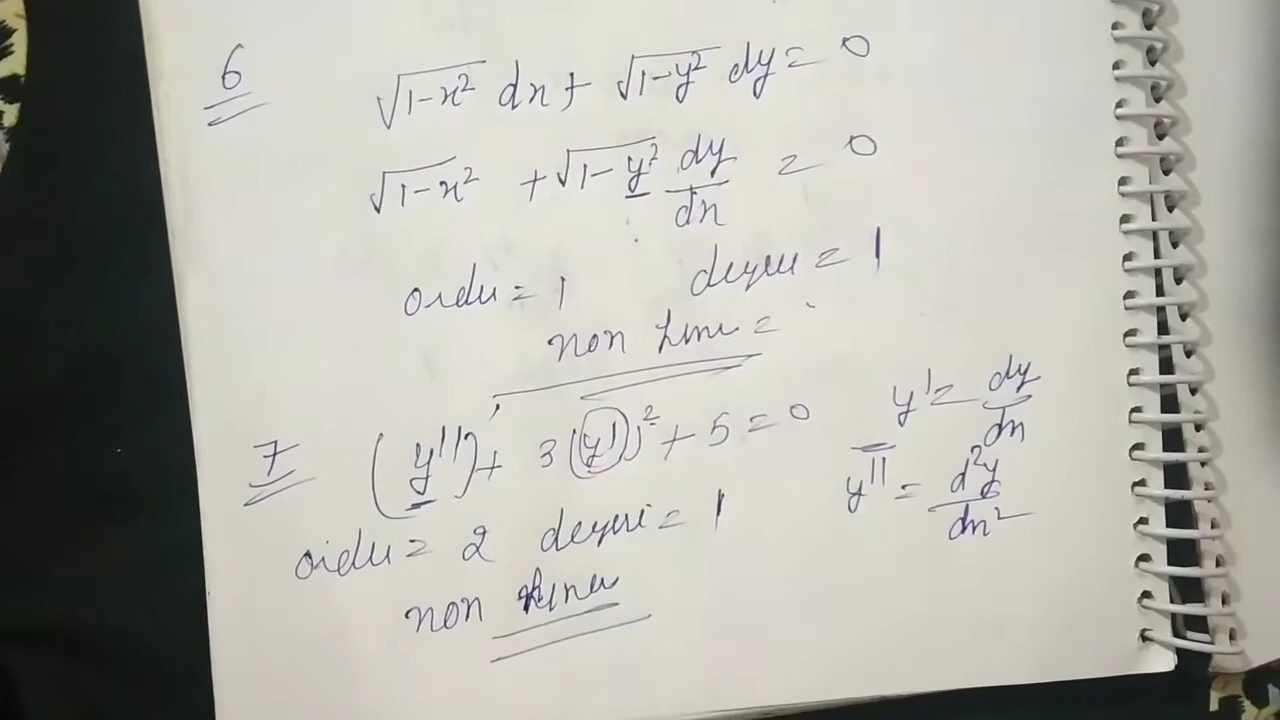 6
√1-x² dx + √1-y² dy = 0
√1-x² + √1-y² dy/dx = 0
order = 1 degree = 1
non linear =
7 (y'') + 3(y')² + 5 = 0 y' = dy/dx
y'' = d²y/dx²
order = 2 degree = 1
non linear